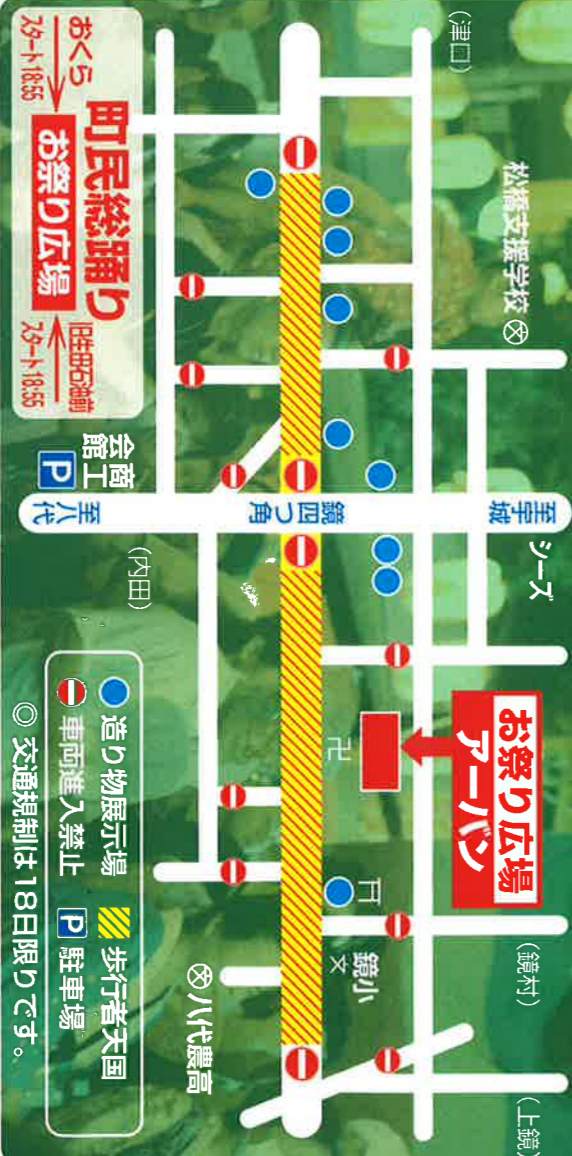 (津口)
松橋支援学校
おくら
スタート18:55
町民総踊り
お祭り広場
旧生田石油前
スタート18:55
商工
会館
P
至宇城
鏡四つ角
至八代
シーズ
(内田)
お祭り広場
アーバン
卍
文
鏡小
(鏡村)
(上鏡)
八代農高
造り物展示場
歩行者天国
車両進入禁止
P 駐車場
◎ 交通規制は18日限りです。